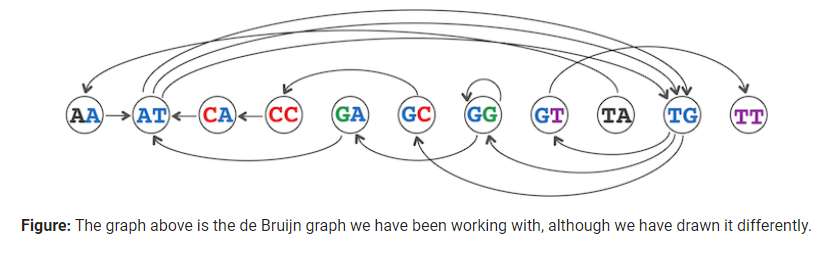 AA AT CA CC GA GC GG GT TA TG TT
Figure: The graph above is the de Bruijn graph we have been working with, although we have drawn it differently.